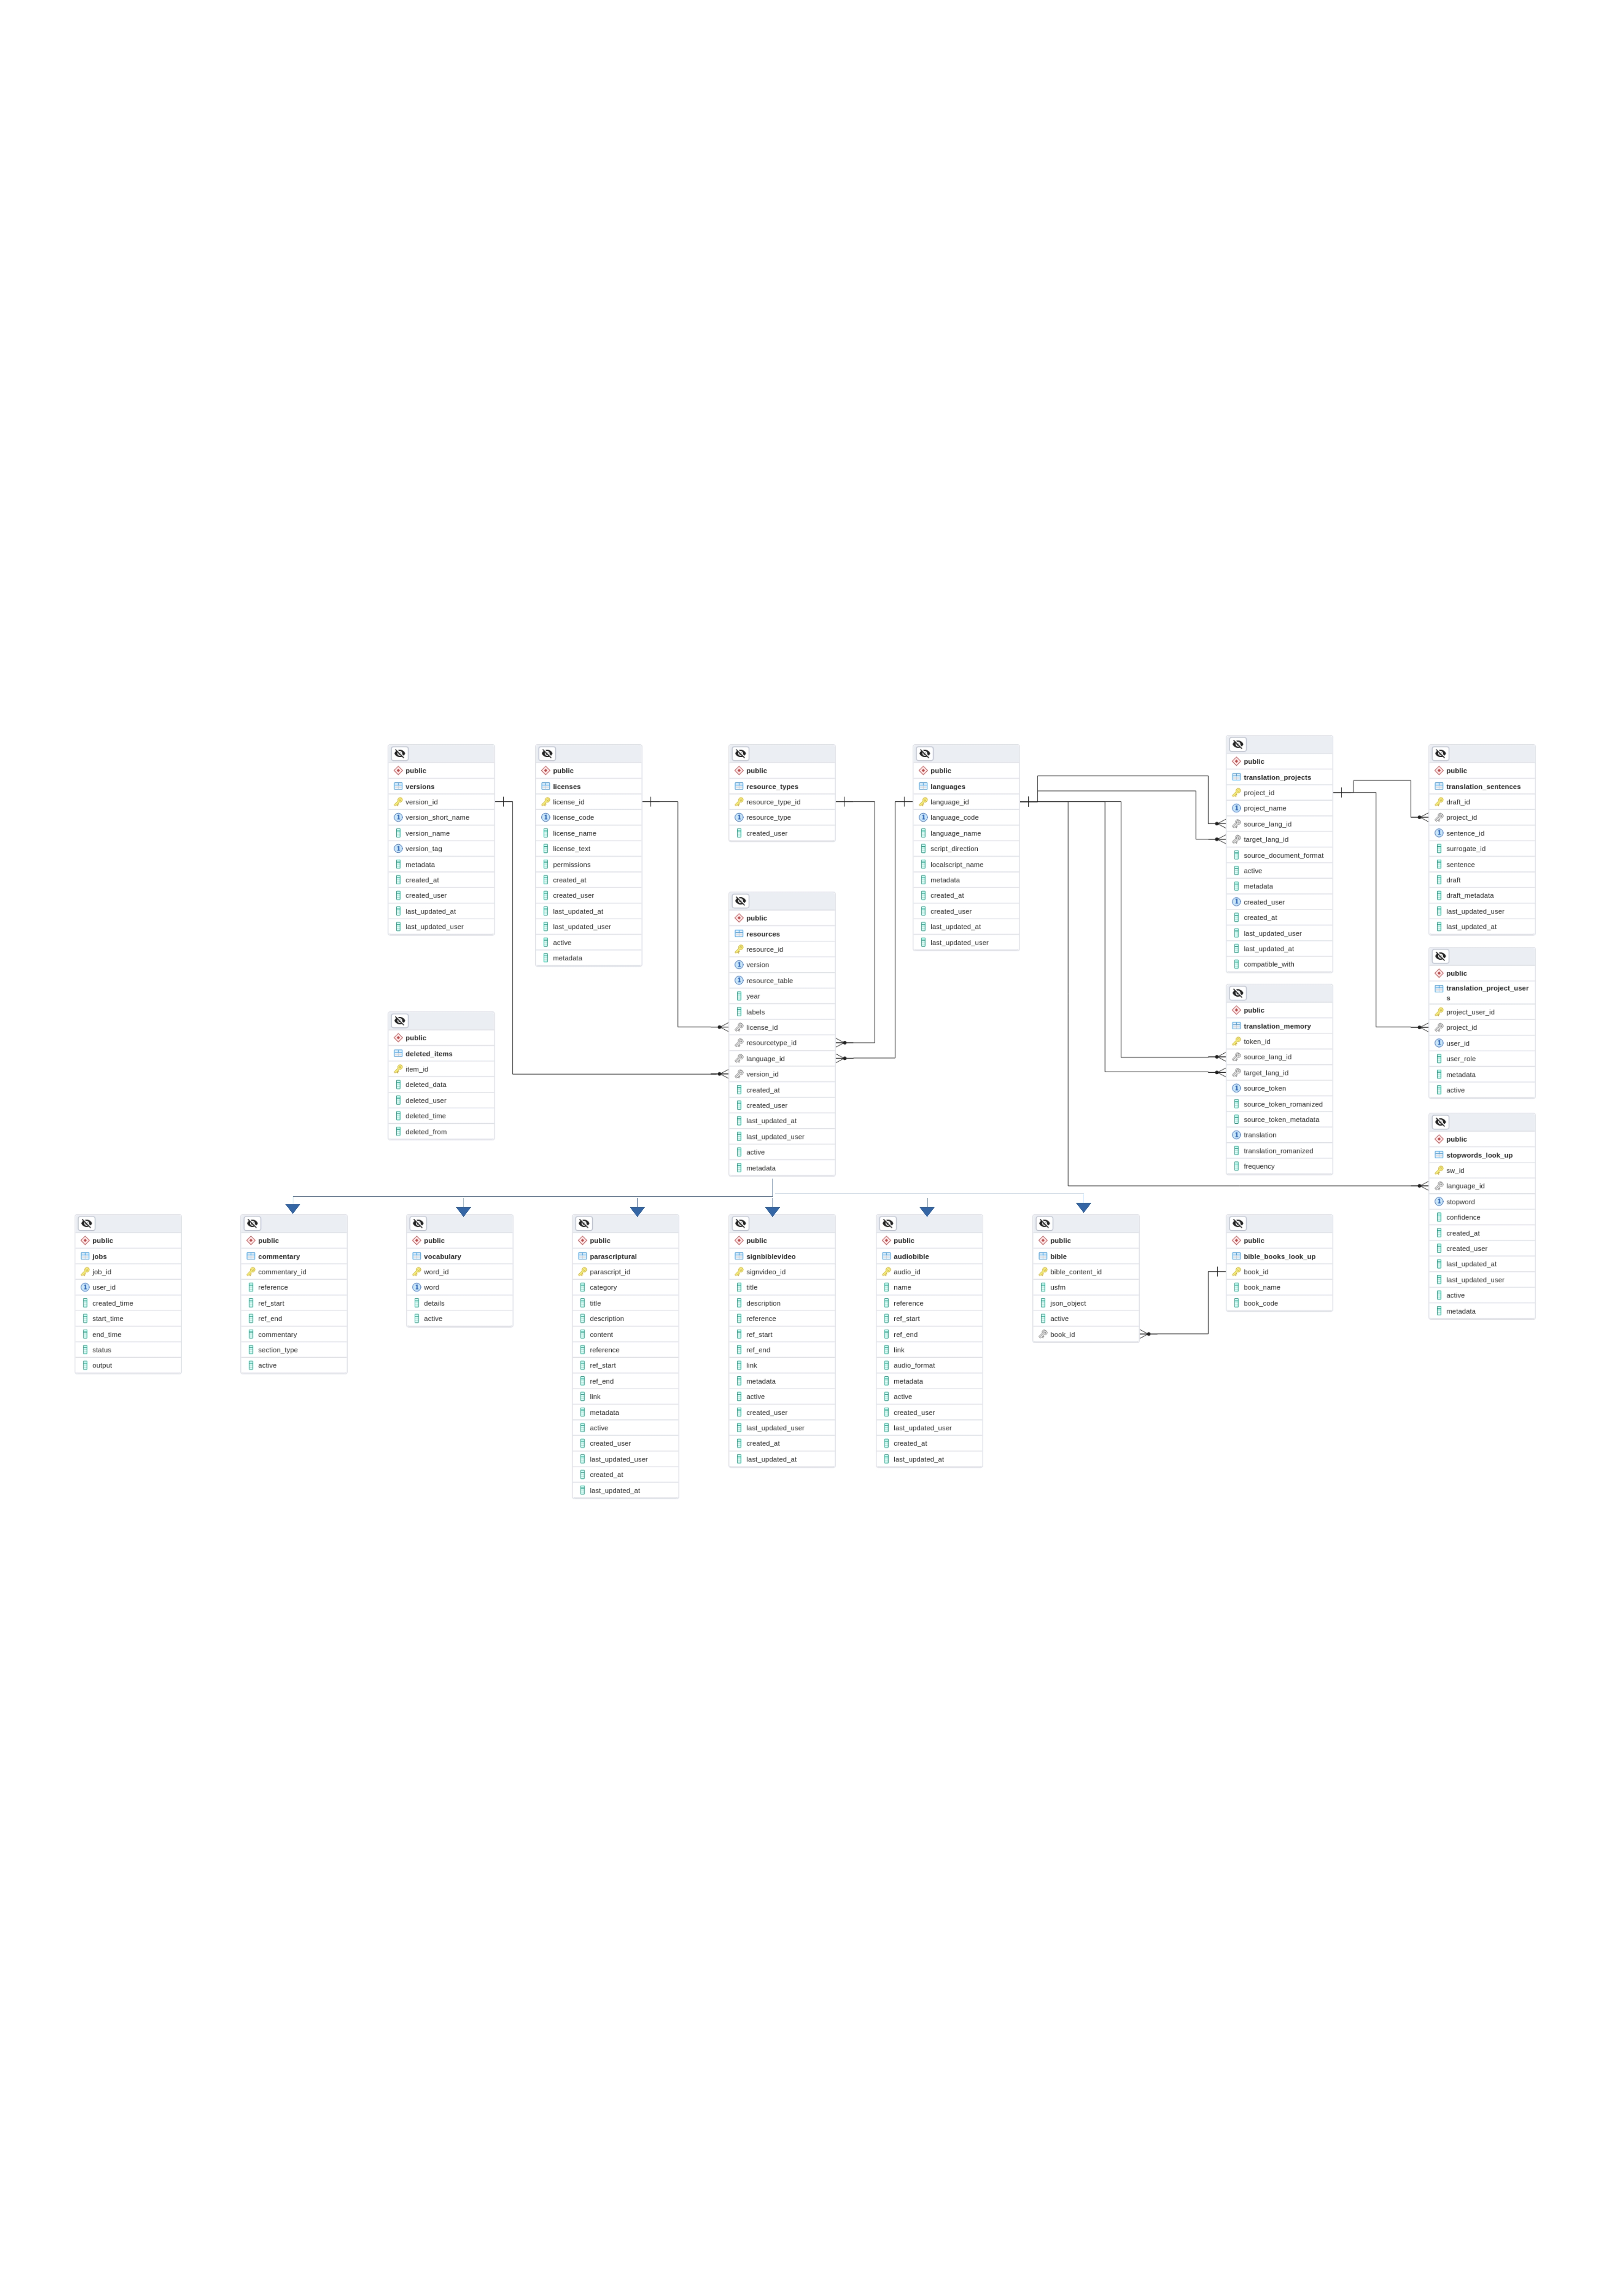 public
versions
version_id
version_short_name
version_name
version_tag
metadata
created_at
created_user
last_updated_at
last_updated_user
public
licenses
license_id
license_code
license_name
license_text
permissions
created_at
created_user
last_updated_at
last_updated_user
active
metadata
public
resource_types
resource_type_id
resource_type
created_user
public
languages
language_id
language_code
language_name
script_direction
localscript_name
metadata
created_at
created_user
last_updated_at
last_updated_user
public
translation_projects
project_id
project_name
source_lang_id
target_lang_id
source_document_format
active
metadata
created_user
created_at
last_updated_user
last_updated_at
compatible_with
public
translation_sentences
draft_id
project_id
sentence_id
surrogate_id
sentence
draft
draft_metadata
last_updated_user
last_updated_at
public
resources
resource_id
version
resource_table
year
labels
license_id
resourcetype_id
language_id
version_id
created_at
created_user
last_updated_at
last_updated_user
active
metadata
public
translation_project_user
s
project_user_id
project_id
user_id
user_role
metadata
active
public
deleted_items
item_id
deleted_data
deleted_user
deleted_time
deleted_from
public
translation_memory
token_id
source_lang_id
target_lang_id
source_token
source_token_romanized
source_token_metadata
translation
translation_romanized
frequency
public
stopwords_look_up
sw_id
language_id
stopword
confidence
created_at
created_user
last_updated_at
last_updated_user
active
metadata
public
jobs
job_id
user_id
created_time
start_time
end_time
status
output
public
commentary
commentary_id
reference
ref_start
ref_end
commentary
section_type
active
public
vocabulary
word_id
word
details
active
public
parascriptural
parascript_id
category
title
description
content
reference
ref_start
ref_end
link
metadata
active
created_user
last_updated_user
created_at
last_updated_at
public
signbiblevideo
signvideo_id
title
description
reference
ref_start
ref_end
link
metadata
active
created_user
last_updated_user
created_at
last_updated_at
public
audiobible
audio_id
name
reference
ref_start
ref_end
link
audio_format
metadata
active
created_user
last_updated_user
created_at
last_updated_at
public
bible
bible_content_id
usfm
json_object
active
book_id
public
bible_books_look_up
book_id
book_name
book_code